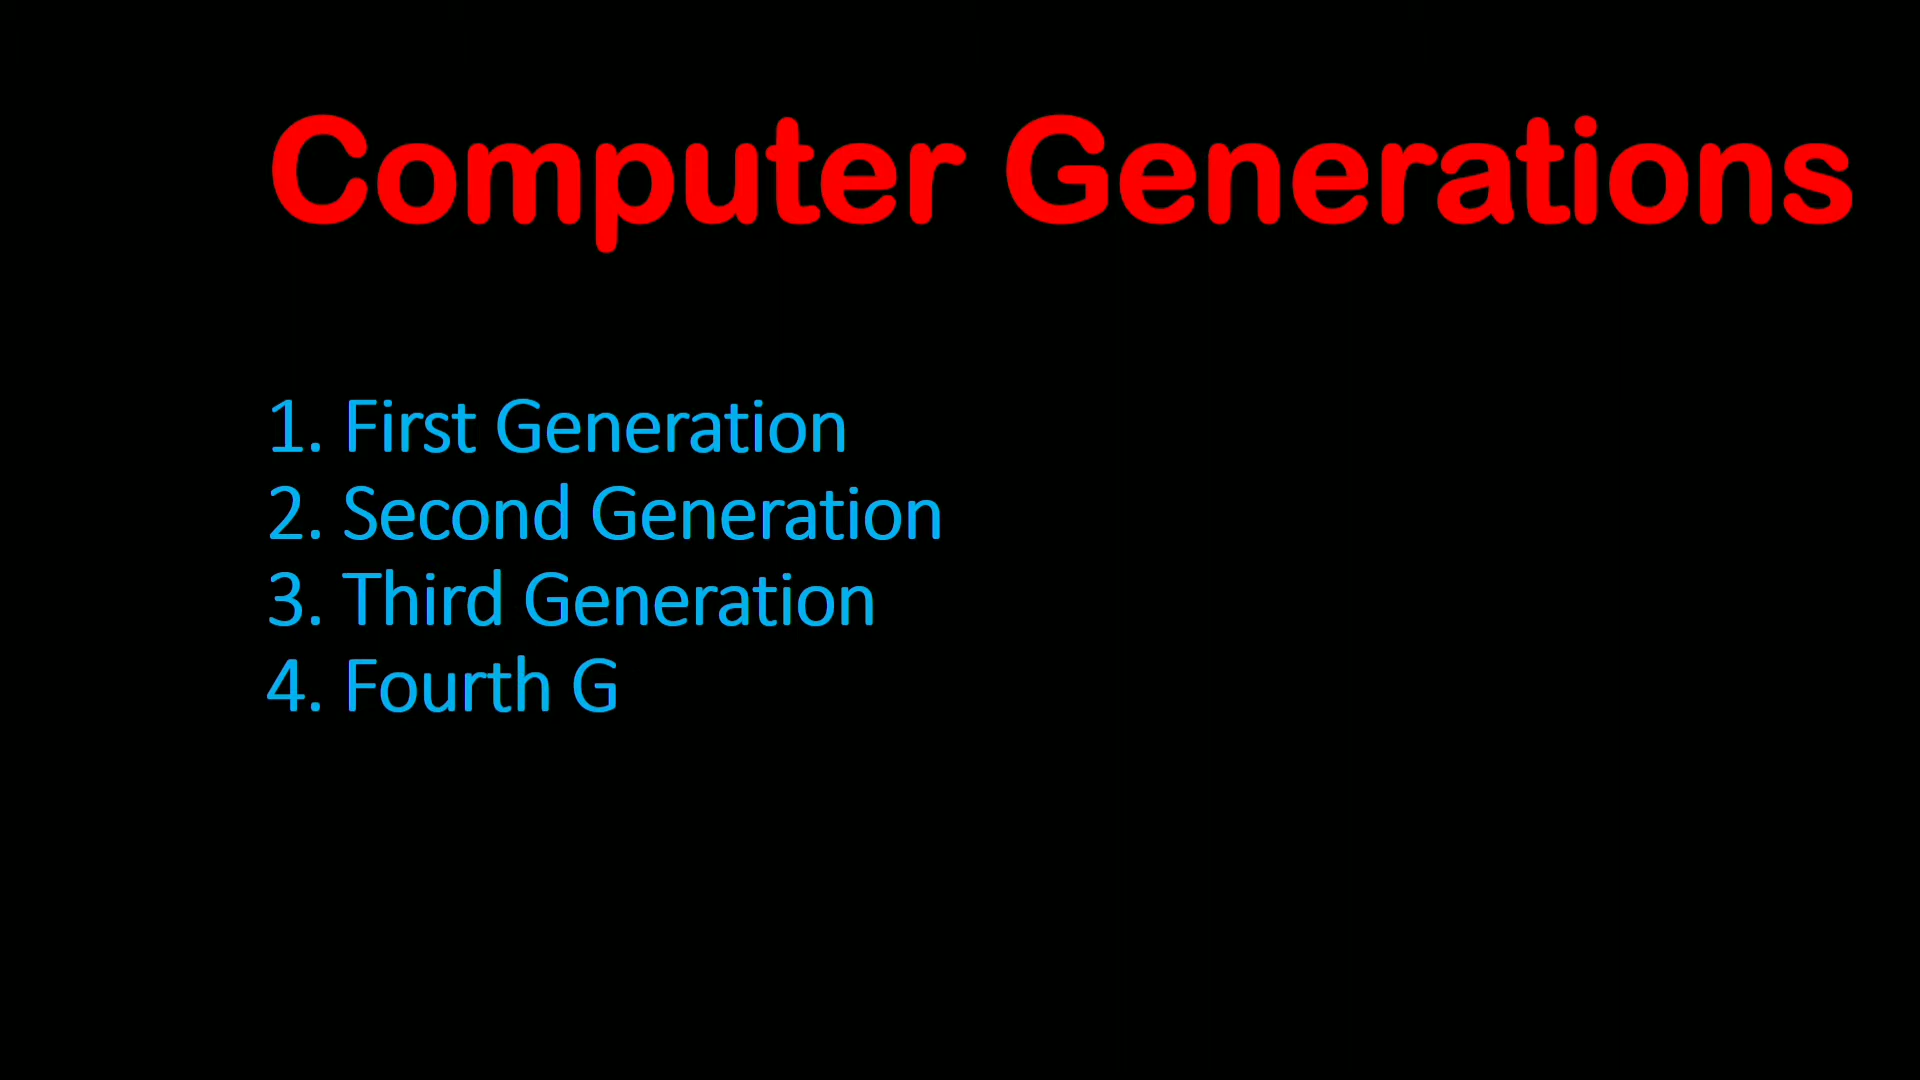 Computer Generations
1. First Generation
2. Second Generation
3. Third Generation
4. Fourth G